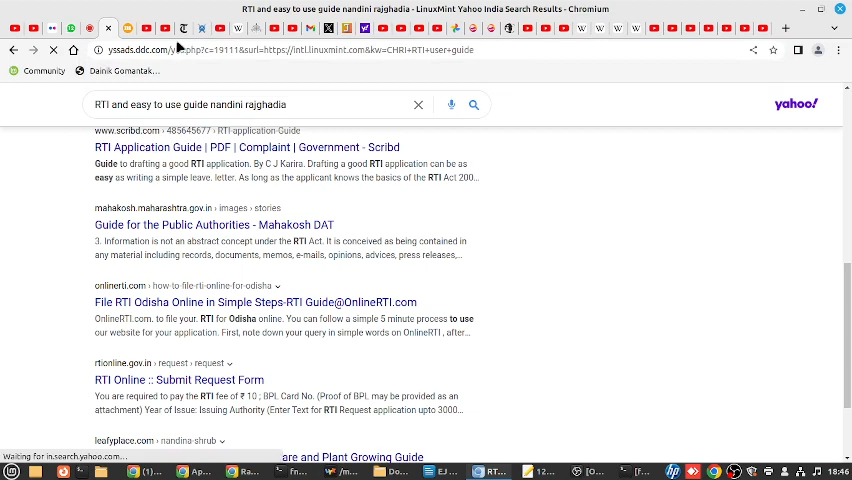 RTI and easy to use guide nandini rajghadia - LinuxMint Yahoo India Search Results - Chromium
yssads.ddc.com/ php?c=19111&surl=https://intl.linuxmint.com&kw=CHRI+RTI+user+guide
Community
Dainik Gomantak...
RTI and easy to use guide nandini rajghadia
yahoo!
www.scribd.com › 485645677 › RTI-application-Guide
RTI Application Guide | PDF | Complaint | Government - Scribd
Guide to drafting a good RTI application. By C J Karira. Drafting a good RTI application can be as
easy as writing a simple leave. letter. As long as the applicant knows the basics of the RTI Act 200...
mahakosh.maharashtra.gov.in › images › stories
Guide for the Public Authorities - Mahakosh DAT
3. Information is not an abstract concept under the RTI Act. It is conceived as being contained in
any material including records, documents, memos, e-mails, opinions, advices, press releases,...
onlinerti.com › how-to-file-rti-online-for-odisha
File RTI Odisha Online in Simple Steps-RTI Guide@OnlineRTI.com
OnlineRTI.com. to file your. RTI for Odisha online. You can follow a simple 5 minute process to use
our website for your application. First, note down your query in simple words on OnlineRTI , after...
rtionline.gov.in › request › request
RTI Online :: Submit Request Form
You are required to pay the RTI fee of ₹ 10 ; BPL Card No. (Proof of BPL may be provided as an
attachment) Year of Issue: Issuing Authority (Enter Text for RTI Request application upto 3000...
leafyplace.com › nandina-shrub
are and Plant Growing Guide
Waiting for in.search.yahoo.com...
(1)...
Ap...
Ra...
fn...
/m...
Do...
EJ ...
RT...
12...
[O...
[F...
18:46